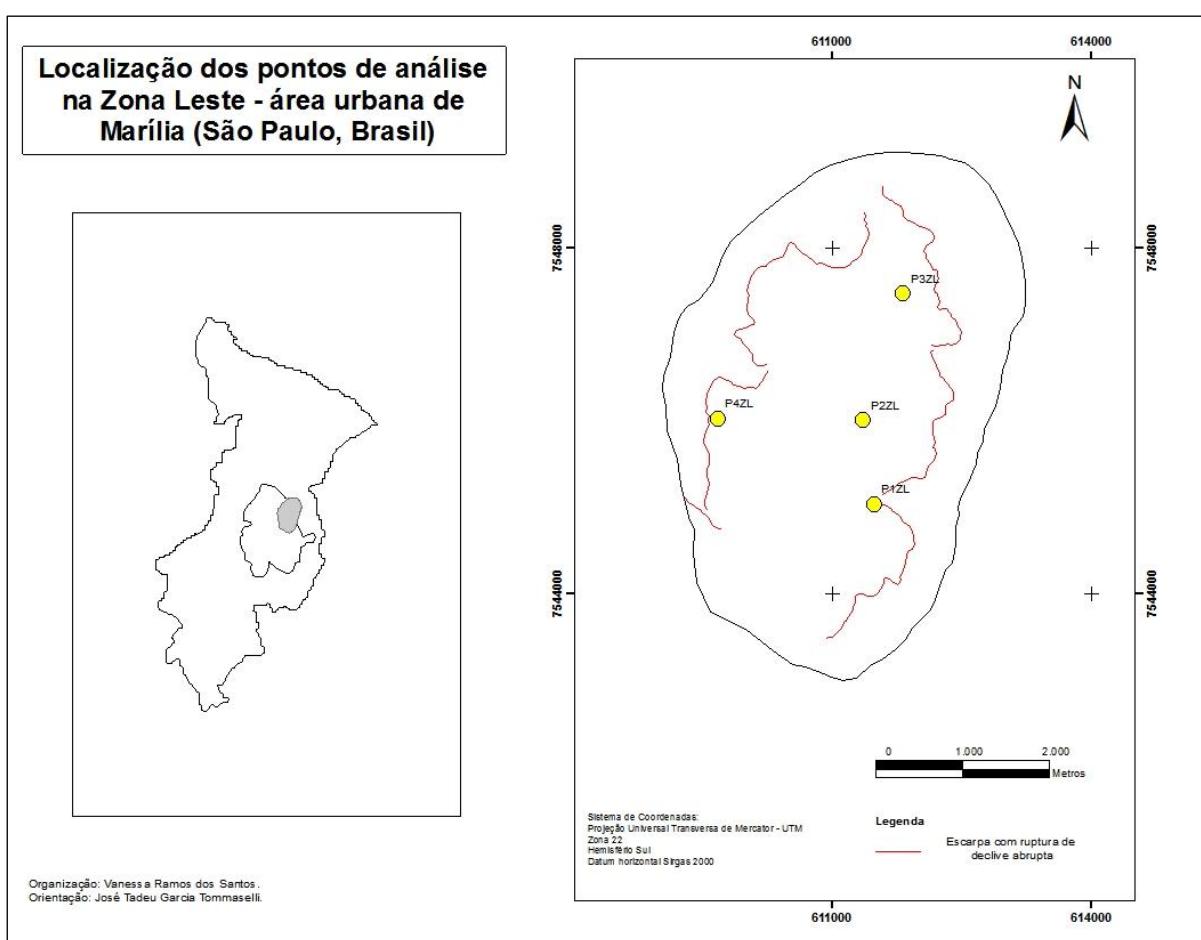 Localização dos pontos de análise
na Zona Leste - área urbana de
Marília (São Paulo, Brasil)
611000
614000
N
7548000
7548000
P3ZL
P4ZL
P2ZL
P1ZL
7544000
7544000
0 1.000 2.000
Metros
Sistema de Coordenadas:
Projeção Universal Transversa de Mercator - UTM
Zona 22
Hemisfério Sul
Datum horizontal Sirgas 2000
Legenda
Escarpa com ruptura de
declive abrupta
Organização: Vanessa Ramos dos Santos.
Orientação: José Tadeu Garcia Tommaselli.
611000
614000